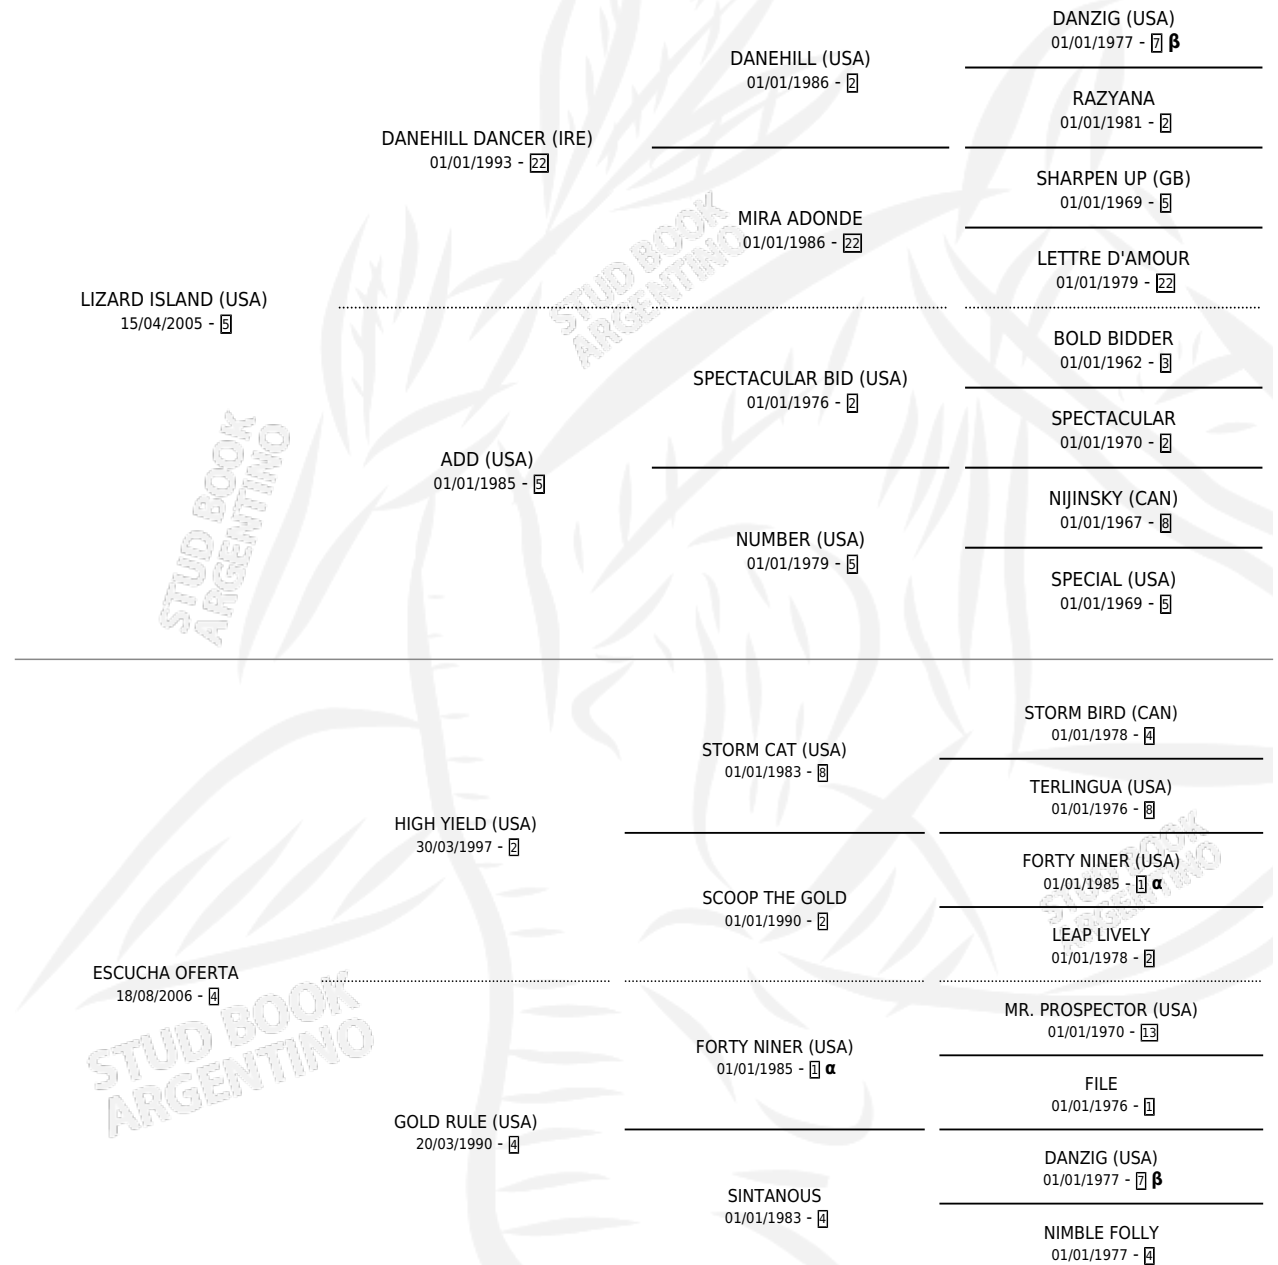 DANZIG (USA)
01/01/1977 - 7 β
DANEHILL (USA)
01/01/1986 - 2
RAZYANA
01/01/1981 - 2
DANEHILL DANCER (IRE)
01/01/1993 - 22
SHARPEN UP (GB)
01/01/1969 - 5
MIRA ADONDE
01/01/1986 - 22
LETTRE D'AMOUR
01/01/1979 - 22
LIZARD ISLAND (USA)
15/04/2005 - 5
BOLD BIDDER
01/01/1962 - 3
SPECTACULAR BID (USA)
01/01/1976 - 2
SPECTACULAR
01/01/1970 - 2
ADD (USA)
01/01/1985 - 5
NIJINSKY (CAN)
01/01/1967 - 8
NUMBER (USA)
01/01/1979 - 5
SPECIAL (USA)
01/01/1969 - 5
STORM BIRD (CAN)
01/01/1978 - 4
STORM CAT (USA)
01/01/1983 - 8
TERLINGUA (USA)
01/01/1976 - 8
HIGH YIELD (USA)
30/03/1997 - 2
FORTY NINER (USA)
01/01/1985 - 1 α
SCOOP THE GOLD
01/01/1990 - 2
LEAP LIVELY
01/01/1978 - 2
ESCUCHA OFERTA
18/08/2006 - 4
MR. PROSPECTOR (USA)
01/01/1970 - 13
FORTY NINER (USA)
01/01/1985 - 1 α
FILE
01/01/1976 - 1
GOLD RULE (USA)
20/03/1990 - 4
DANZIG (USA)
01/01/1977 - 7 β
SINTANOUS
01/01/1983 - 4
NIMBLE FOLLY
01/01/1977 - 4
STUD BOOK
ARGENTINO
STUD BOOK
ARGENTINO
STUD BOOK
ARGENTINO
STUD BOOK
ARGENTINO